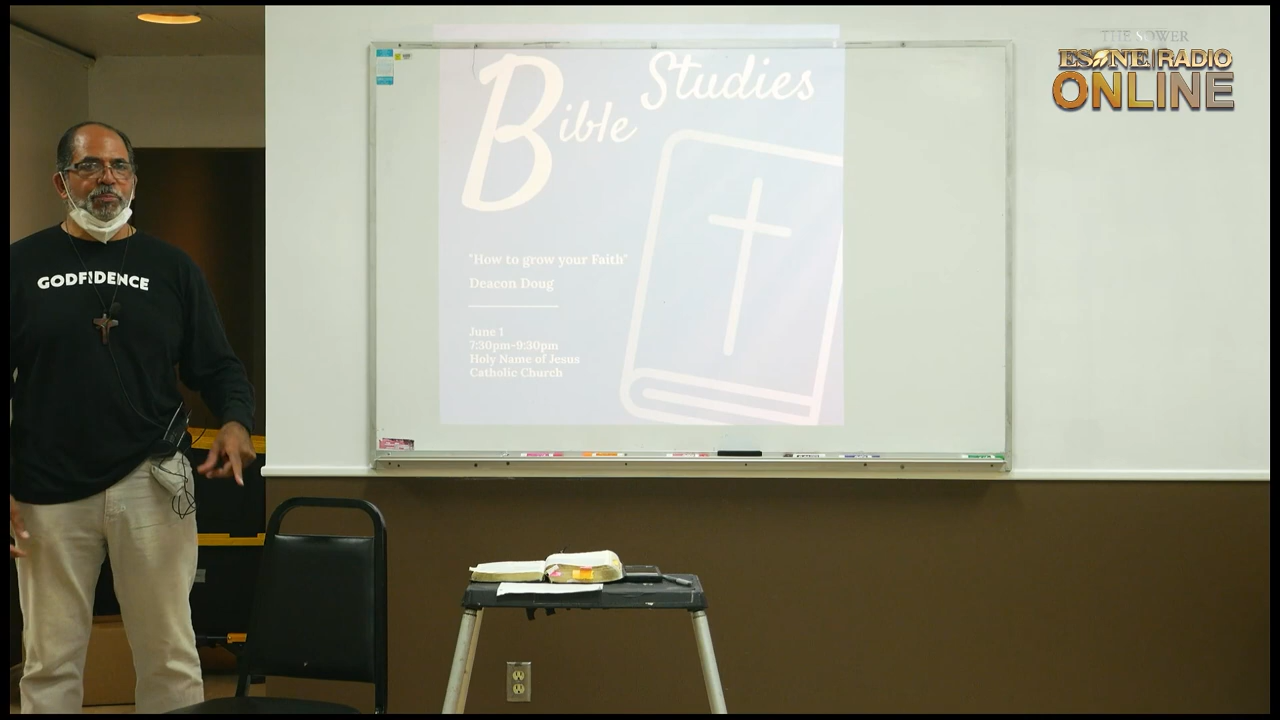 THE SOWER
ESNE RADIO
ONLINE
Bible Studies
"How to grow your Faith"
Deacon Doug
June 1
7:30pm-9:30pm
Holy Name of Jesus
Catholic Church
GODFIDENCE